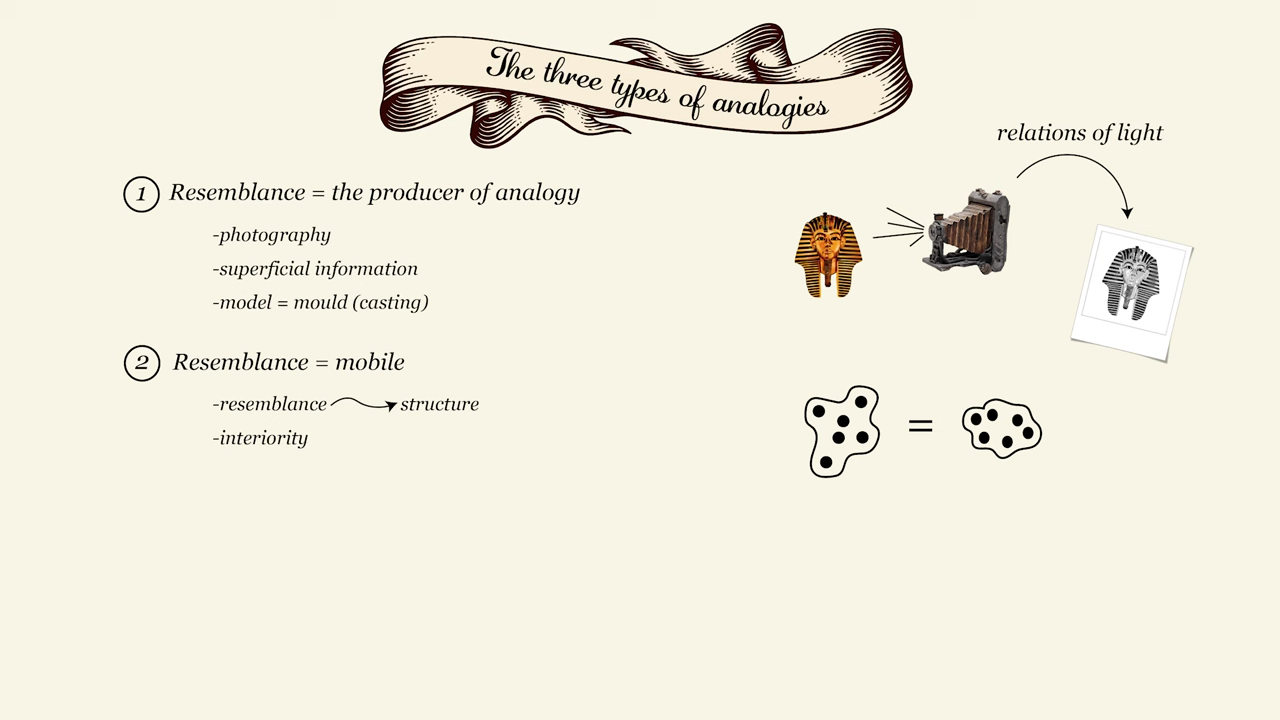 The three types of analogies
relations of light
1 Resemblance = the producer of analogy
-photography
-superficial information
-model = mould (casting)
2 Resemblance = mobile
-resemblance structure
-interiority
=